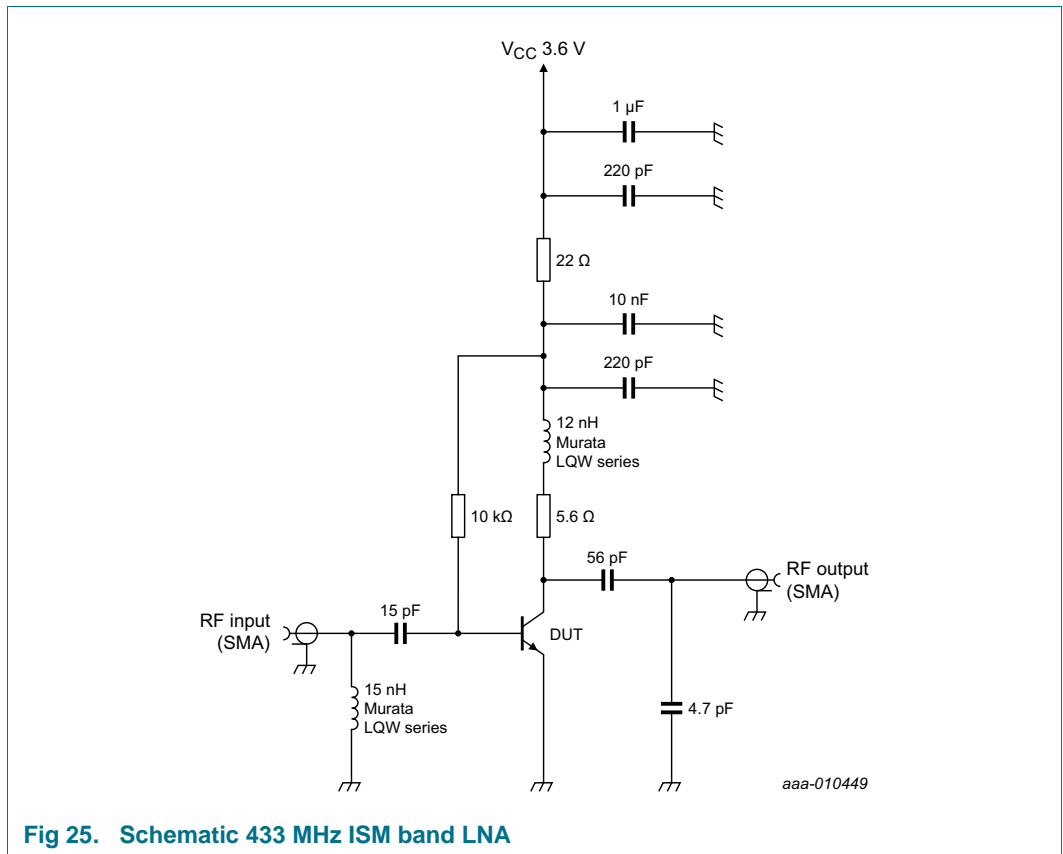 VCC 3.6 V
1 µF
220 pF
22 Ω
10 nF
220 pF
12 nH
Murata
LQW series
10 kΩ
5.6 Ω
56 pF
RF output
(SMA)
15 pF
RF input
(SMA)
DUT
15 nH
Murata
LQW series
4.7 pF
aaa-010449
Fig 25. Schematic 433 MHz ISM band LNA